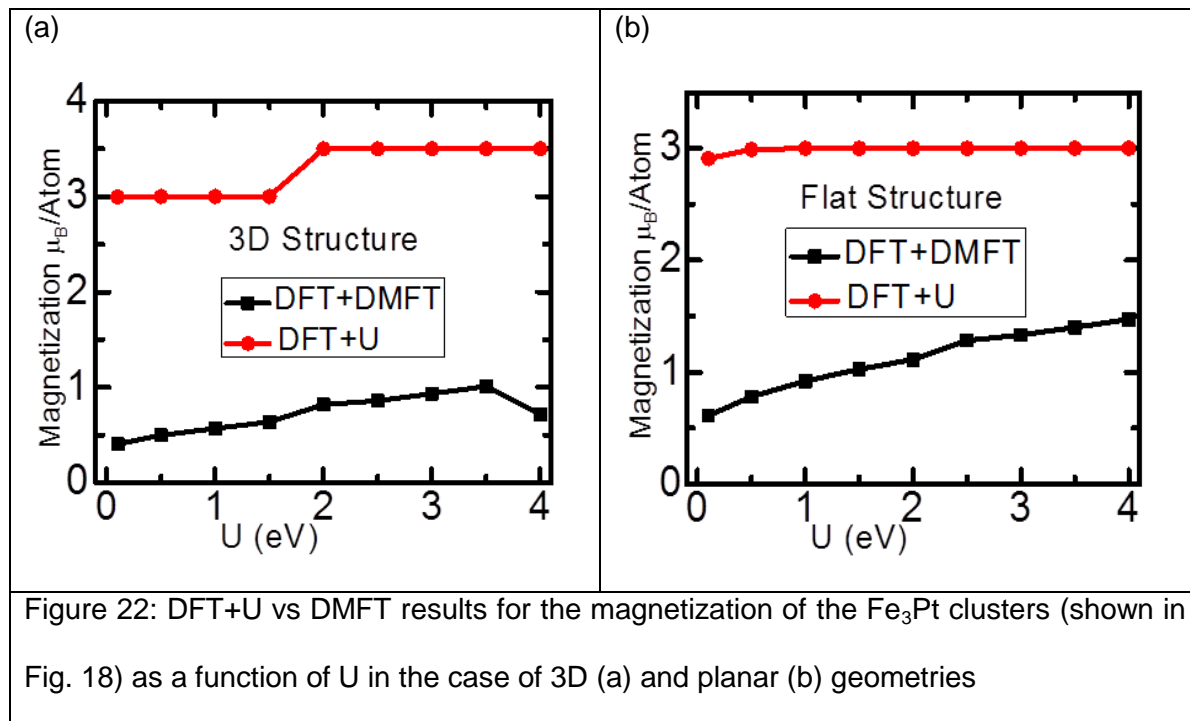 (a)
4
3
2
1
0
Magnetization μB/Atom
3D Structure
DFT+DMFT
DFT+U
0 1 2 3 4
U (eV)
(b)
3
2
1
0
Magnetization μB/Atom
Flat Structure
DFT+DMFT
DFT+U
0 1 2 3 4
U (eV)
Figure 22: DFT+U vs DMFT results for the magnetization of the Fe₃Pt clusters (shown in
Fig. 18) as a function of U in the case of 3D (a) and planar (b) geometries